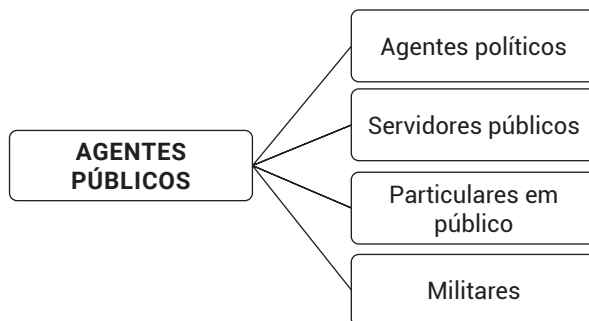 AGENTES
PÚBLICOS
Agentes políticos
Servidores públicos
Particulares em
público
Militares